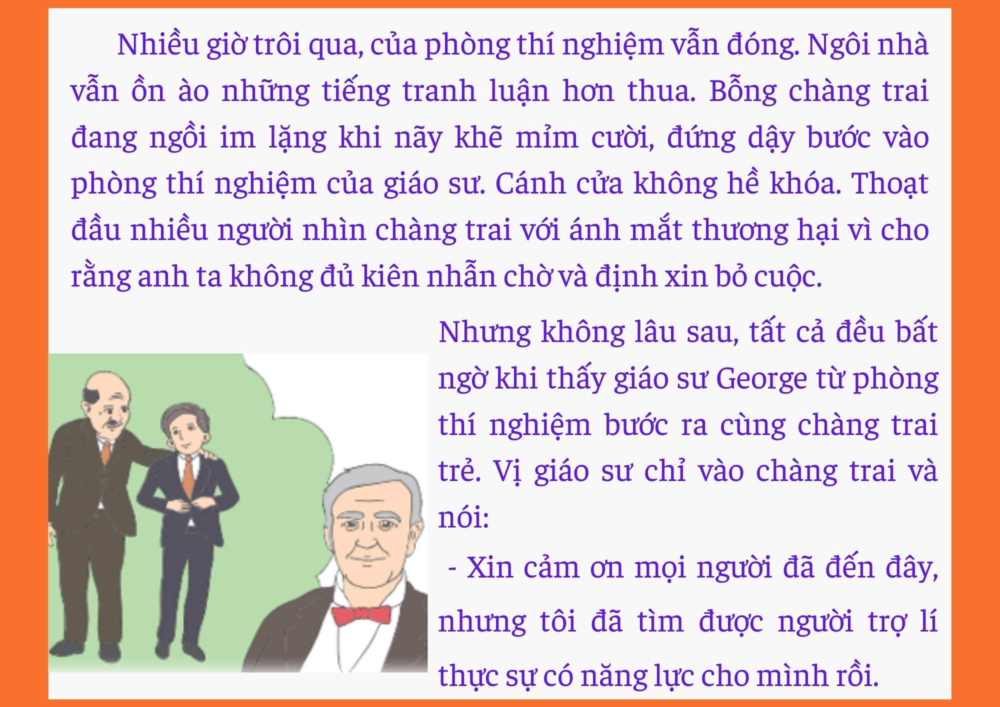 Nhiều giờ trôi qua, của phòng thí nghiệm vẫn đóng. Ngôi nhà
vẫn ồn ào những tiếng tranh luận hơn thua. Bỗng chàng trai
đang ngồi im lặng khi nãy khẽ mỉm cười, đứng dậy bước vào
phòng thí nghiệm của giáo sư. Cánh cửa không hề khóa. Thoạt
đầu nhiều người nhìn chàng trai với ánh mắt thương hại vì cho
rằng anh ta không đủ kiên nhẫn chờ và định xin bỏ cuộc.
Nhưng không lâu sau, tất cả đều bất
ngờ khi thấy giáo sư George từ phòng
thí nghiệm bước ra cùng chàng trai
trẻ. Vị giáo sư chỉ vào chàng trai và
nói:
- Xin cảm ơn mọi người đã đến đây,
nhưng tôi đã tìm được người trợ lí
thực sự có năng lực cho mình rồi.